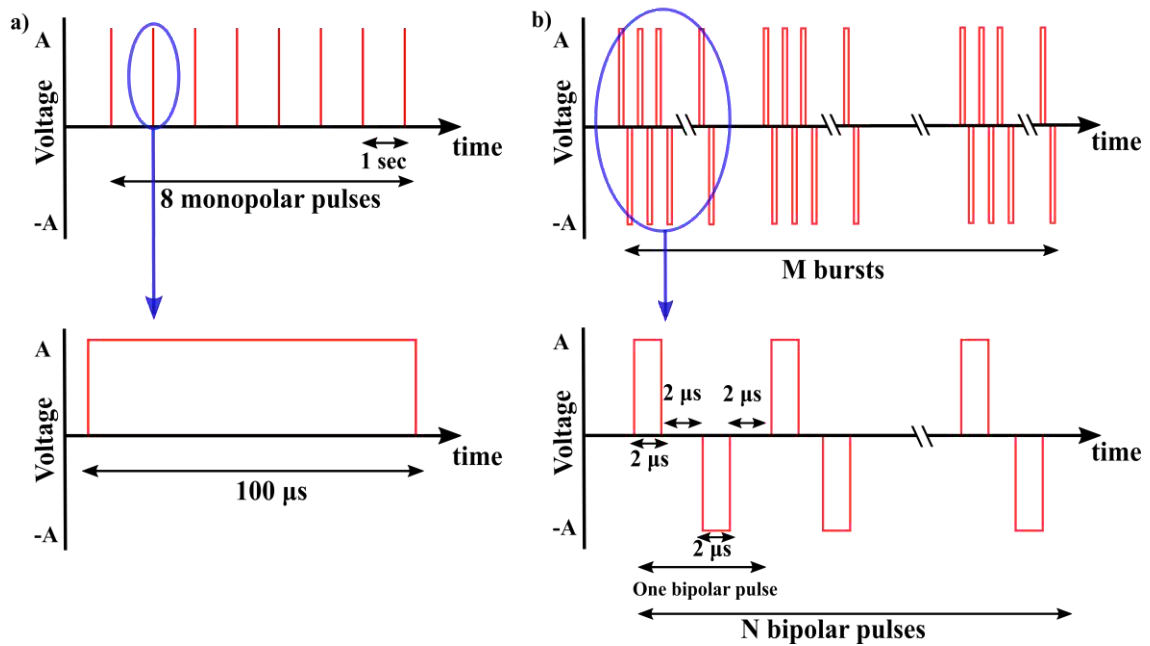 a)
A
Voltage
-A
time
1 sec
8 monopolar pulses
A
Voltage
time
100 μs
-A
b)
A
Voltage
-A
time
M bursts
A
2 μs
2 μs
Voltage
time
2 μs
-A
2 μs
One bipolar pulse
N bipolar pulses